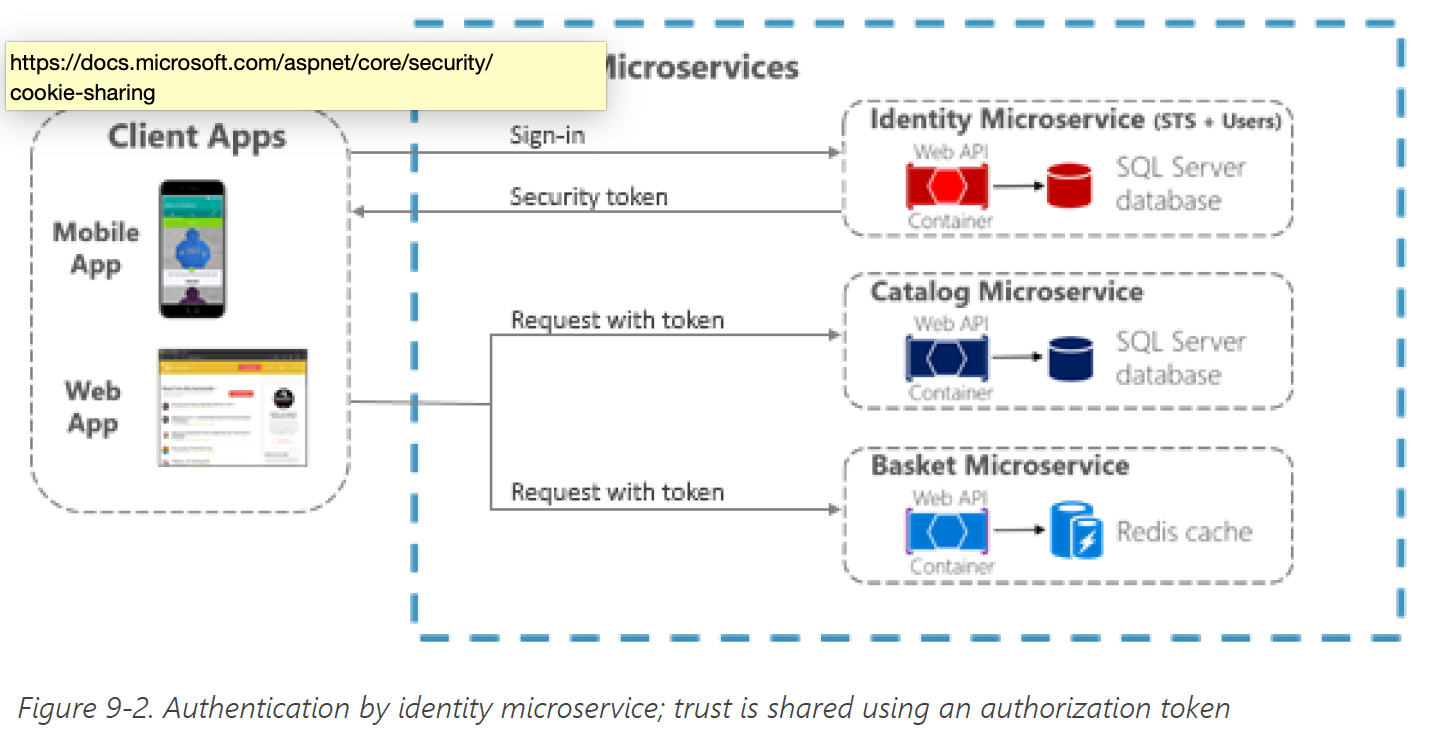 https://docs.microsoft.com/aspnet/core/security/
cookie-sharing
Microservices
Client Apps
Mobile
App
Web
App
Sign-in
Security token
Request with token
Request with token
Identity Microservice (STS + Users)
Web API
Container
SQL Server
database
Catalog Microservice
Web API
Container
SQL Server
database
Basket Microservice
Web API
Container
Redis cache
Figure 9-2. Authentication by identity microservice; trust is shared using an authorization token